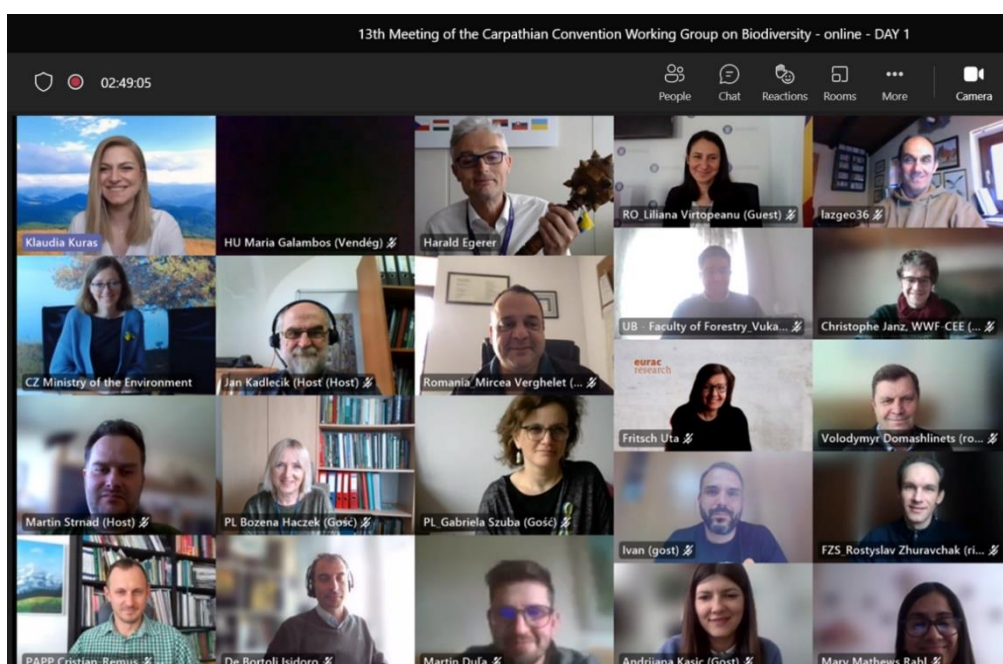 13th Meeting of the Carpathian Convention Working Group on Biodiversity - online - DAY 1
02:49:05
People Chat Reactions Rooms More Camera
Klaudia Kuras
HU Maria Galambos (Vendég)
Harald Egerer
RO_Liliana Virtopeanu (Guest)
lazgeo36
UB - Faculty of Forestry_Vuka...
Christophe Janz, WWF-CEE (...
CZ Ministry of the Environment
Jan Kadlecik (Hosť (Host)
Romania_Mircea Verghelet (...
eurac
research
Fritsch Uta
Volodymyr Domashlinets (ro...
Martin Strnad (Host)
PL Bozena Haczek (Gość)
PL_Gabriela Szuba (Gość)
Ivan (gost)
FZS_Rostyslav Zhuravchak (ri...
PAPP Cristian-Remus
De Bortoli Isidoro
Martin Duľa
Andrijana Kasic (Gost)
Mary Mathews Rahl